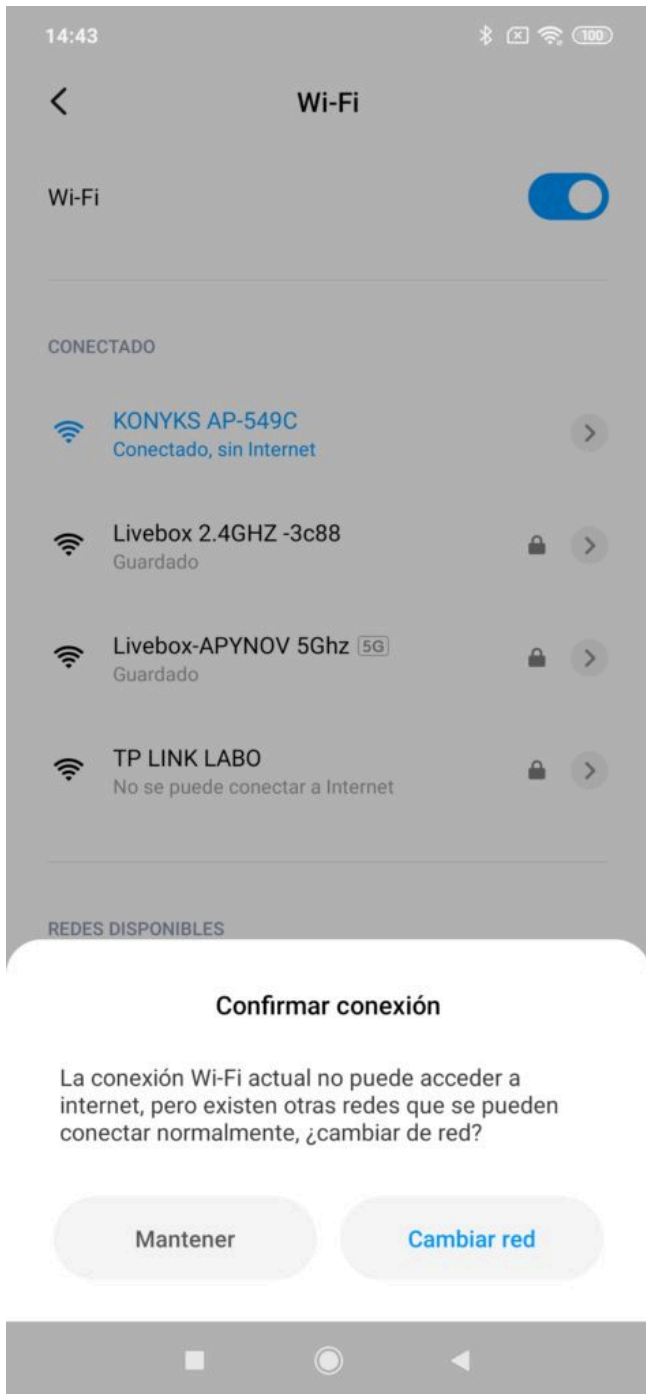 14:43
100
Wi-Fi
Wi-Fi
CONECTADO
KONYKS AP-549C
Conectado, sin Internet
Livebox 2.4GHZ -3c88
Guardado
Livebox-APYNOV 5Ghz 5G
Guardado
TP LINK LABO
No se puede conectar a Internet
REDES DISPONIBLES
Confirmar conexión
La conexión Wi-Fi actual no puede acceder a
internet, pero existen otras redes que se pueden
conectar normalmente, ¿cambiar de red?
Mantener
Cambiar red